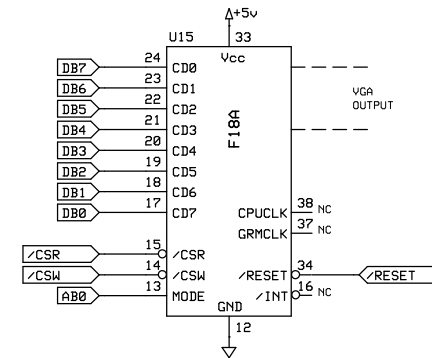 +5v
U15
33
Vcc
DB7 24 CD0
DB6 23 CD1
DB5 22 CD2
DB4 21 CD3
DB3 20 CD4
DB2 19 CD5
DB1 18 CD6
DB0 17 CD7
F18A
VGA
OUTPUT
CPUCLK 38 NC
GRMCLK 37 NC
/CSR 15 /CSR
/CSW 14 /CSW
AB0 13 MODE
/RESET 34 /RESET
/INT 16 NC
GND
12